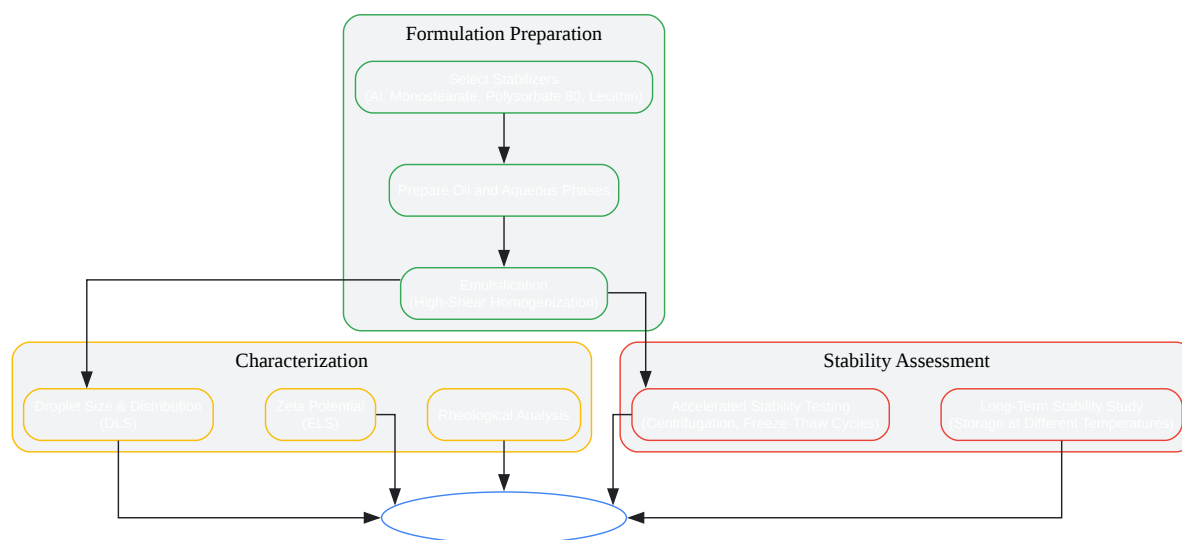 Formulation Preparation
Select Stabilizers
(Al. Monostearate, Polysorbate 80, Lecithin)
Prepare Oil and Aqueous Phases
Emulsification
(High-Shear Homogenization)
Characterization
Stability Assessment
Droplet Size & Distribution
(DLS)
Zeta Potential
(ELS)
Rheological Analysis
Accelerated Stability Testing
(Centrifugation, Freeze-Thaw Cycles)
Long-Term Stability Study
(Storage at Different Temperatures)